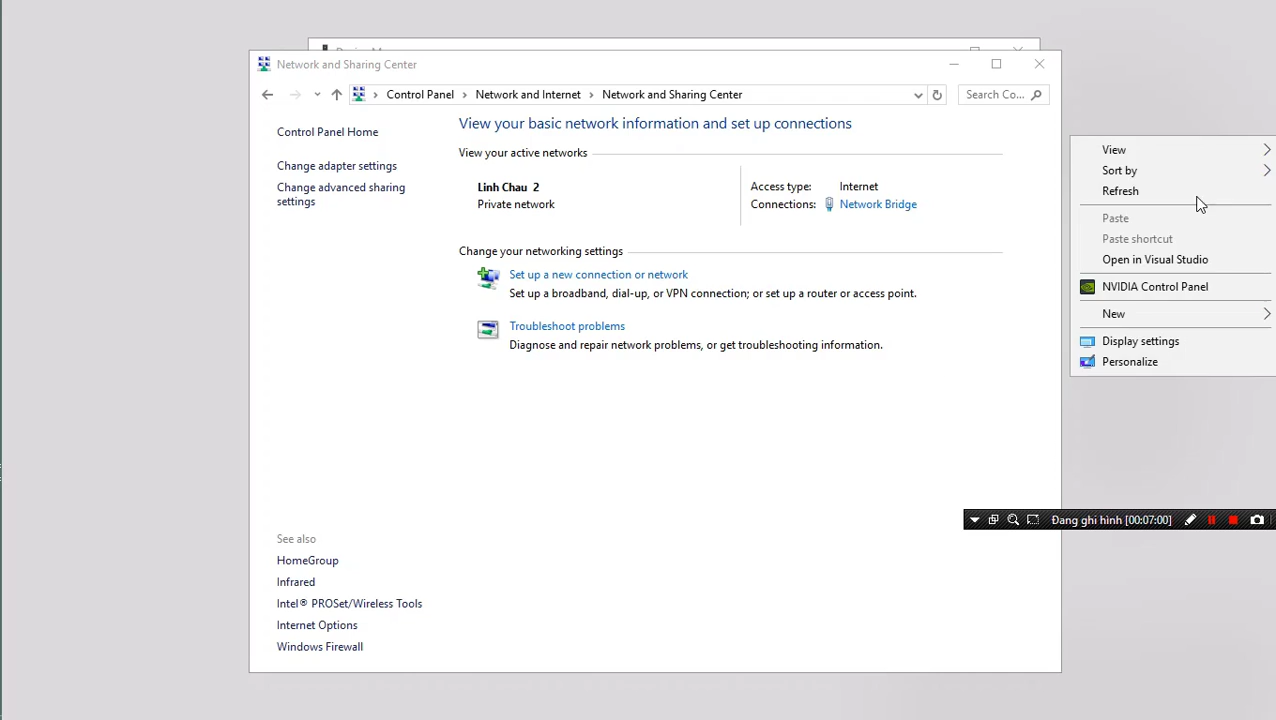 Network and Sharing Center
Control Panel > Network and Internet > Network and Sharing Center
Search Co...
Control Panel Home
Change adapter settings
Change advanced sharing
settings
View your basic network information and set up connections
View your active networks
Linh Chau 2
Private network
Access type: Internet
Connections: Network Bridge
Change your networking settings
Set up a new connection or network
Set up a broadband, dial-up, or VPN connection; or set up a router or access point.
Troubleshoot problems
Diagnose and repair network problems, or get troubleshooting information.
See also
HomeGroup
Infrared
Intel® PROSet/Wireless Tools
Internet Options
Windows Firewall
View
Sort by
Refresh
Paste
Paste shortcut
Open in Visual Studio
NVIDIA Control Panel
New
Display settings
Personalize
Đang ghi hình [00:07:00]